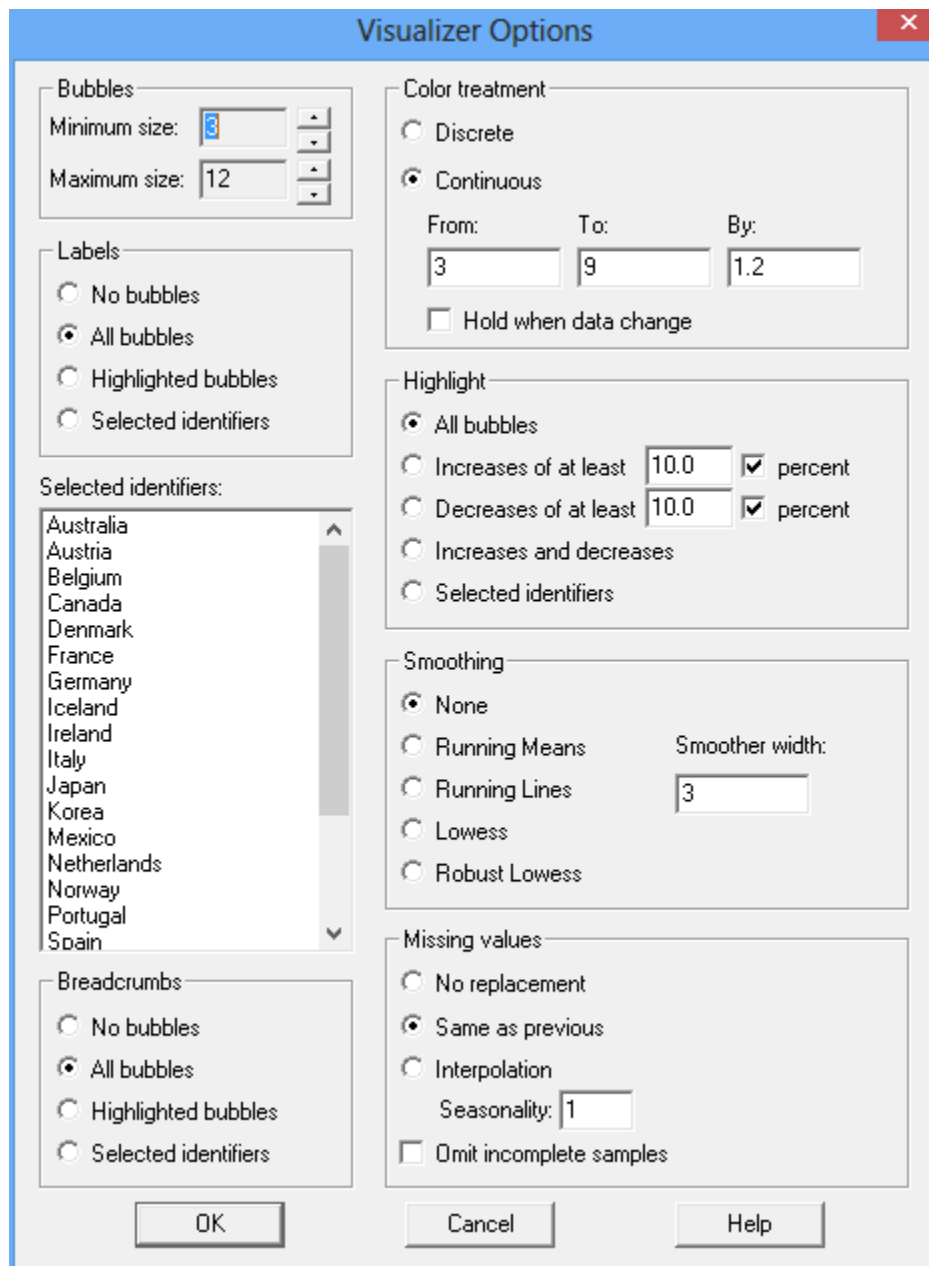 Visualizer Options
Bubbles
Minimum size: 3
Maximum size: 12
Labels
No bubbles
All bubbles
Highlighted bubbles
Selected identifiers
Selected identifiers:
Australia
Austria
Belgium
Canada
Denmark
France
Germany
Iceland
Ireland
Italy
Japan
Korea
Mexico
Netherlands
Norway
Portugal
Spain
Breadcrumbs
No bubbles
All bubbles
Highlighted bubbles
Selected identifiers
Color treatment
Discrete
Continuous
From: To: By:
3 9 1.2
Hold when data change
Highlight
All bubbles
Increases of at least 10.0 percent
Decreases of at least 10.0 percent
Increases and decreases
Selected identifiers
Smoothing
None
Running Means Smoother width:
Running Lines 3
Lowess
Robust Lowess
Missing values
No replacement
Same as previous
Interpolation
Seasonality: 1
Omit incomplete samples
OK Cancel Help